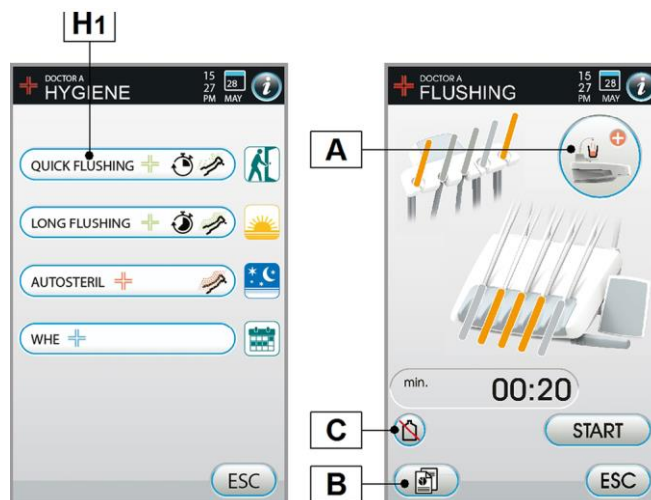 H1
DOCTOR A
HYGIENE
15
27
PM
28
MAY
i
QUICK FLUSHING
LONG FLUSHING
AUTOSTERIL
WHE
ESC
DOCTOR A
FLUSHING
15
27
PM
28
MAY
i
A
min.
00:20
C
START
B
ESC